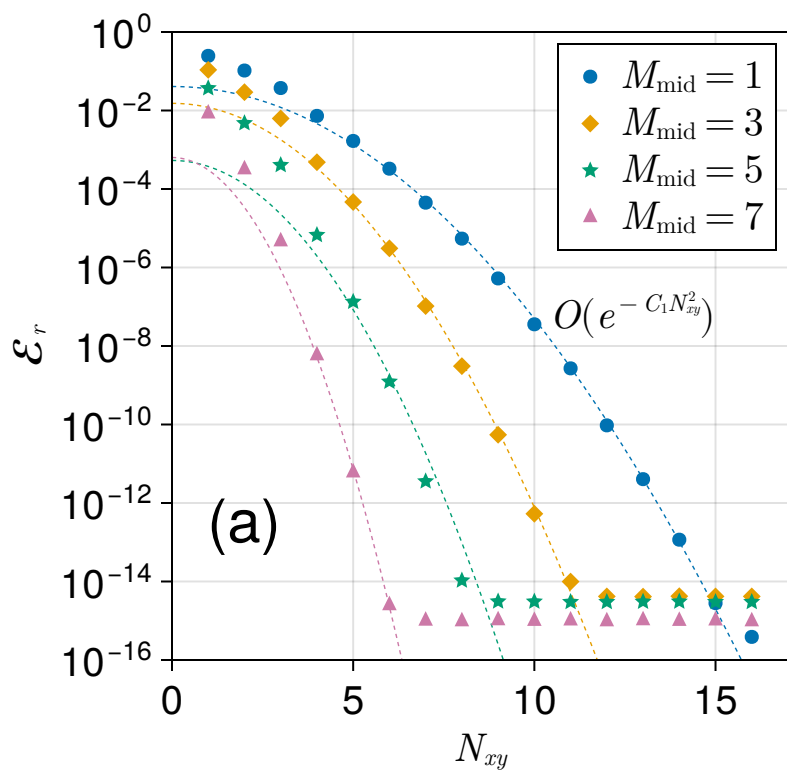 10^0
10^{-2}
10^{-4}
10^{-6}
10^{-8}
10^{-10}
10^{-12}
10^{-14}
10^{-16}
ℰ_r
M_mid = 1
M_mid = 3
M_mid = 5
M_mid = 7
O(e^{-C_1 N_{xy}^2})
(a)
0 5 10 15
N_{xy}